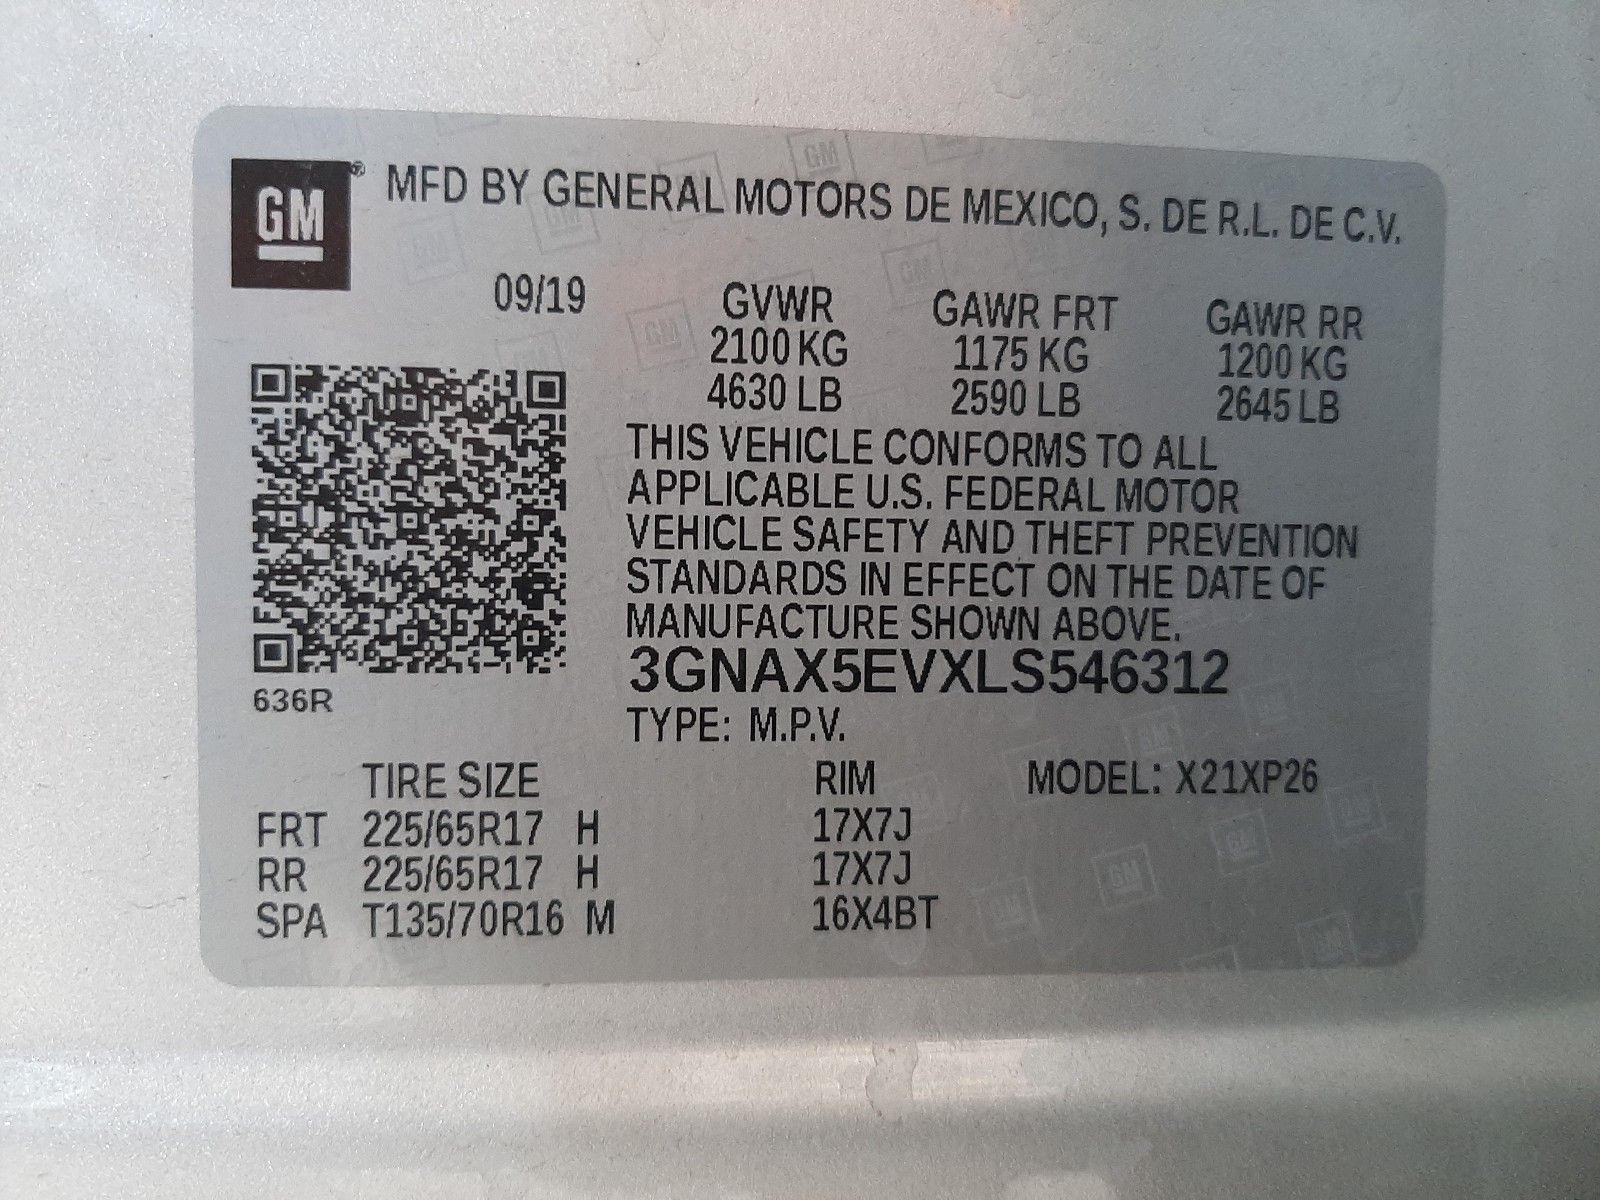 GM® MFD BY GENERAL MOTORS DE MEXICO, S. DE R.L. DE C.V.
09/19 GVWR GAWR FRT GAWR RR
2100 KG 1175 KG 1200 KG
4630 LB 2590 LB 2645 LB
THIS VEHICLE CONFORMS TO ALL
APPLICABLE U.S. FEDERAL MOTOR
VEHICLE SAFETY AND THEFT PREVENTION
STANDARDS IN EFFECT ON THE DATE OF
MANUFACTURE SHOWN ABOVE.
3GNAX5EVXLS546312
636R
TYPE: M.P.V.
TIRE SIZE RIM MODEL: X21XP26
FRT 225/65R17 H 17X7J
RR 225/65R17 H 17X7J
SPA T135/70R16 M 16X4BT